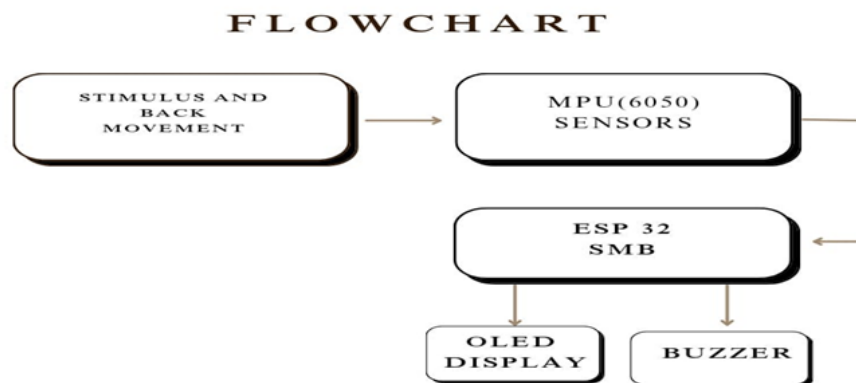 FLOWCHART
STIMULUS AND
BACK
MOVEMENT
MPU(6050)
SENSORS
ESP 32
SMB
OLED
DISPLAY
BUZZER